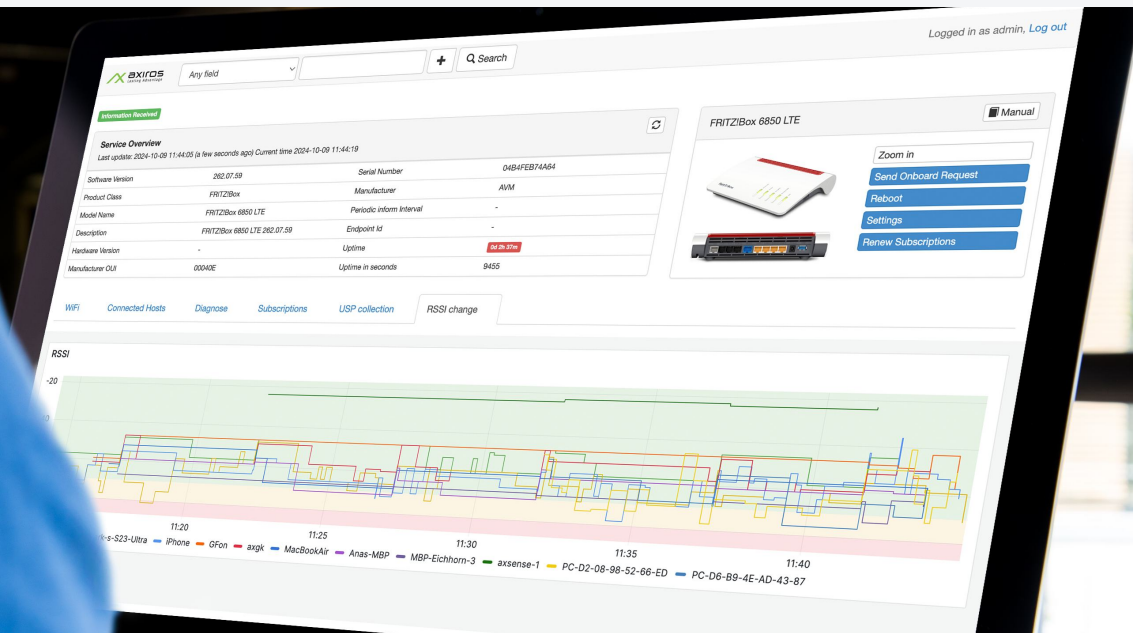 Logged in as admin, Log out
axiros
Any field
+
Search
Information Received
Service Overview
Last update: 2024-10-09 11:44:05 (a few seconds ago) Current time 2024-10-09 11:44:19
Software Version 262.07.59 Serial Number 04B4FEB74A64
Product Class FRITZ!Box Manufacturer AVM
Model Name FRITZ!Box 6850 LTE Periodic inform Interval -
Description FRITZ!Box 6850 LTE 262.07.59 Endpoint Id -
Hardware Version - Uptime 0d 2h 37m
Manufacturer OUI 00040E Uptime in seconds 9455
FRITZ!Box 6850 LTE
Manual
Zoom in
Send Onboard Request
Reboot
Settings
Renew Subscriptions
WiFi Connected Hosts Diagnose Subscriptions USP collection RSSI change
RSSI
-20
11:20 11:25 11:30 11:35 11:40
-s-S23-Ultra iPhone GFon axgk MacBookAir Anas-MBP MBP-Eichhorn-3 axsense-1 PC-D2-08-98-52-66-ED PC-D6-B9-4E-AD-43-87